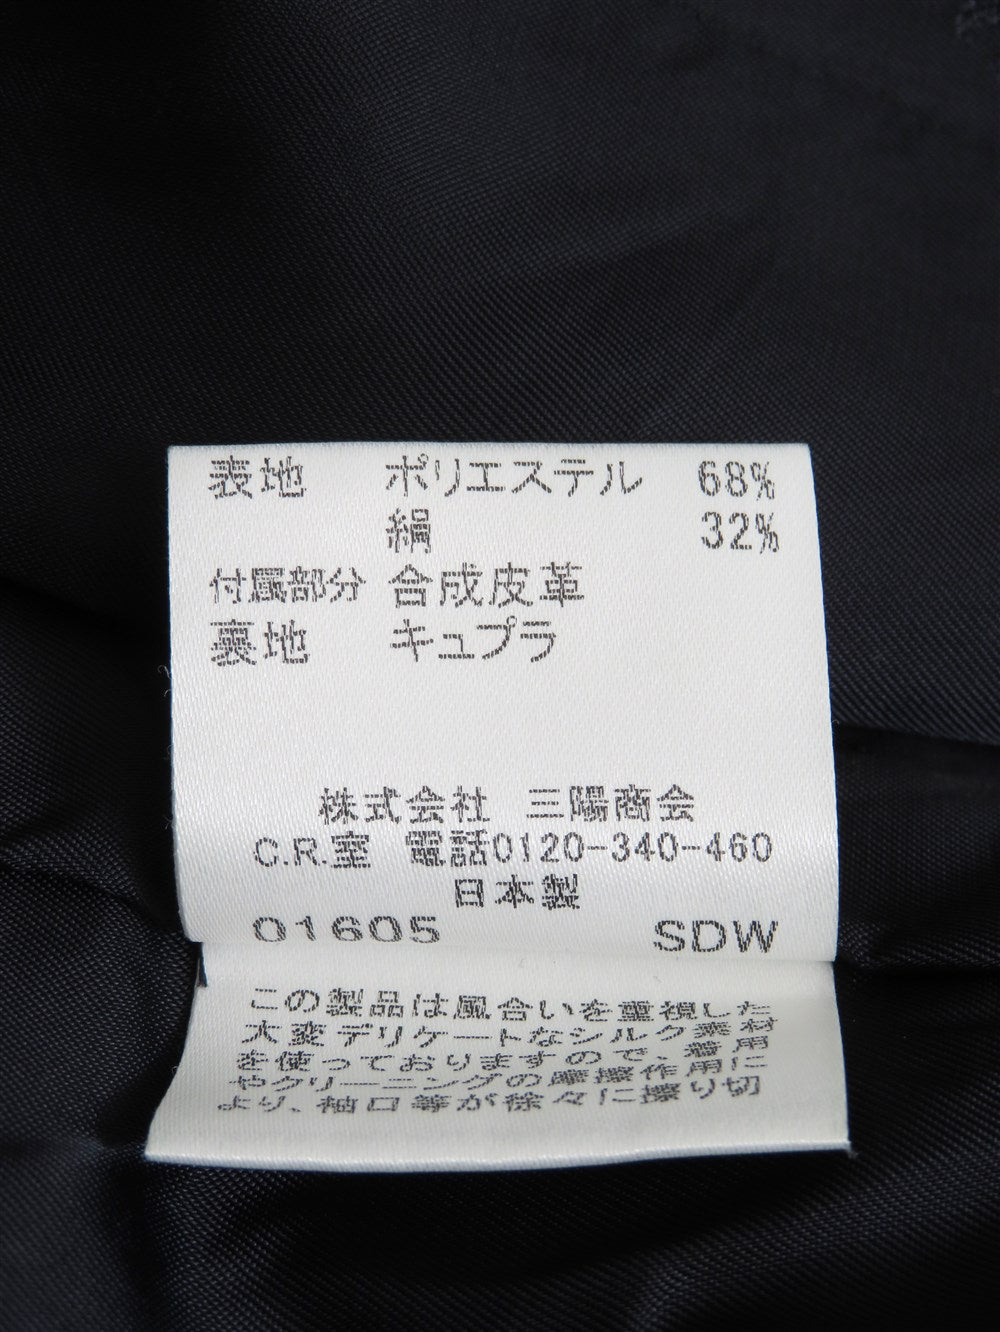 表地 ポリエステル 68%
絹 32%
付属部分 合成皮革
裏地 キュプラ
株式会社 三陽商会
C.R.室 電話0120-340-460
日本製
01605 SDW
この製品は風合いを重視した
大変デリケートなシルク素材
を使っておりますので、着用
やクリーニングの摩擦作用に
より、袖口等が徐々に擦り切